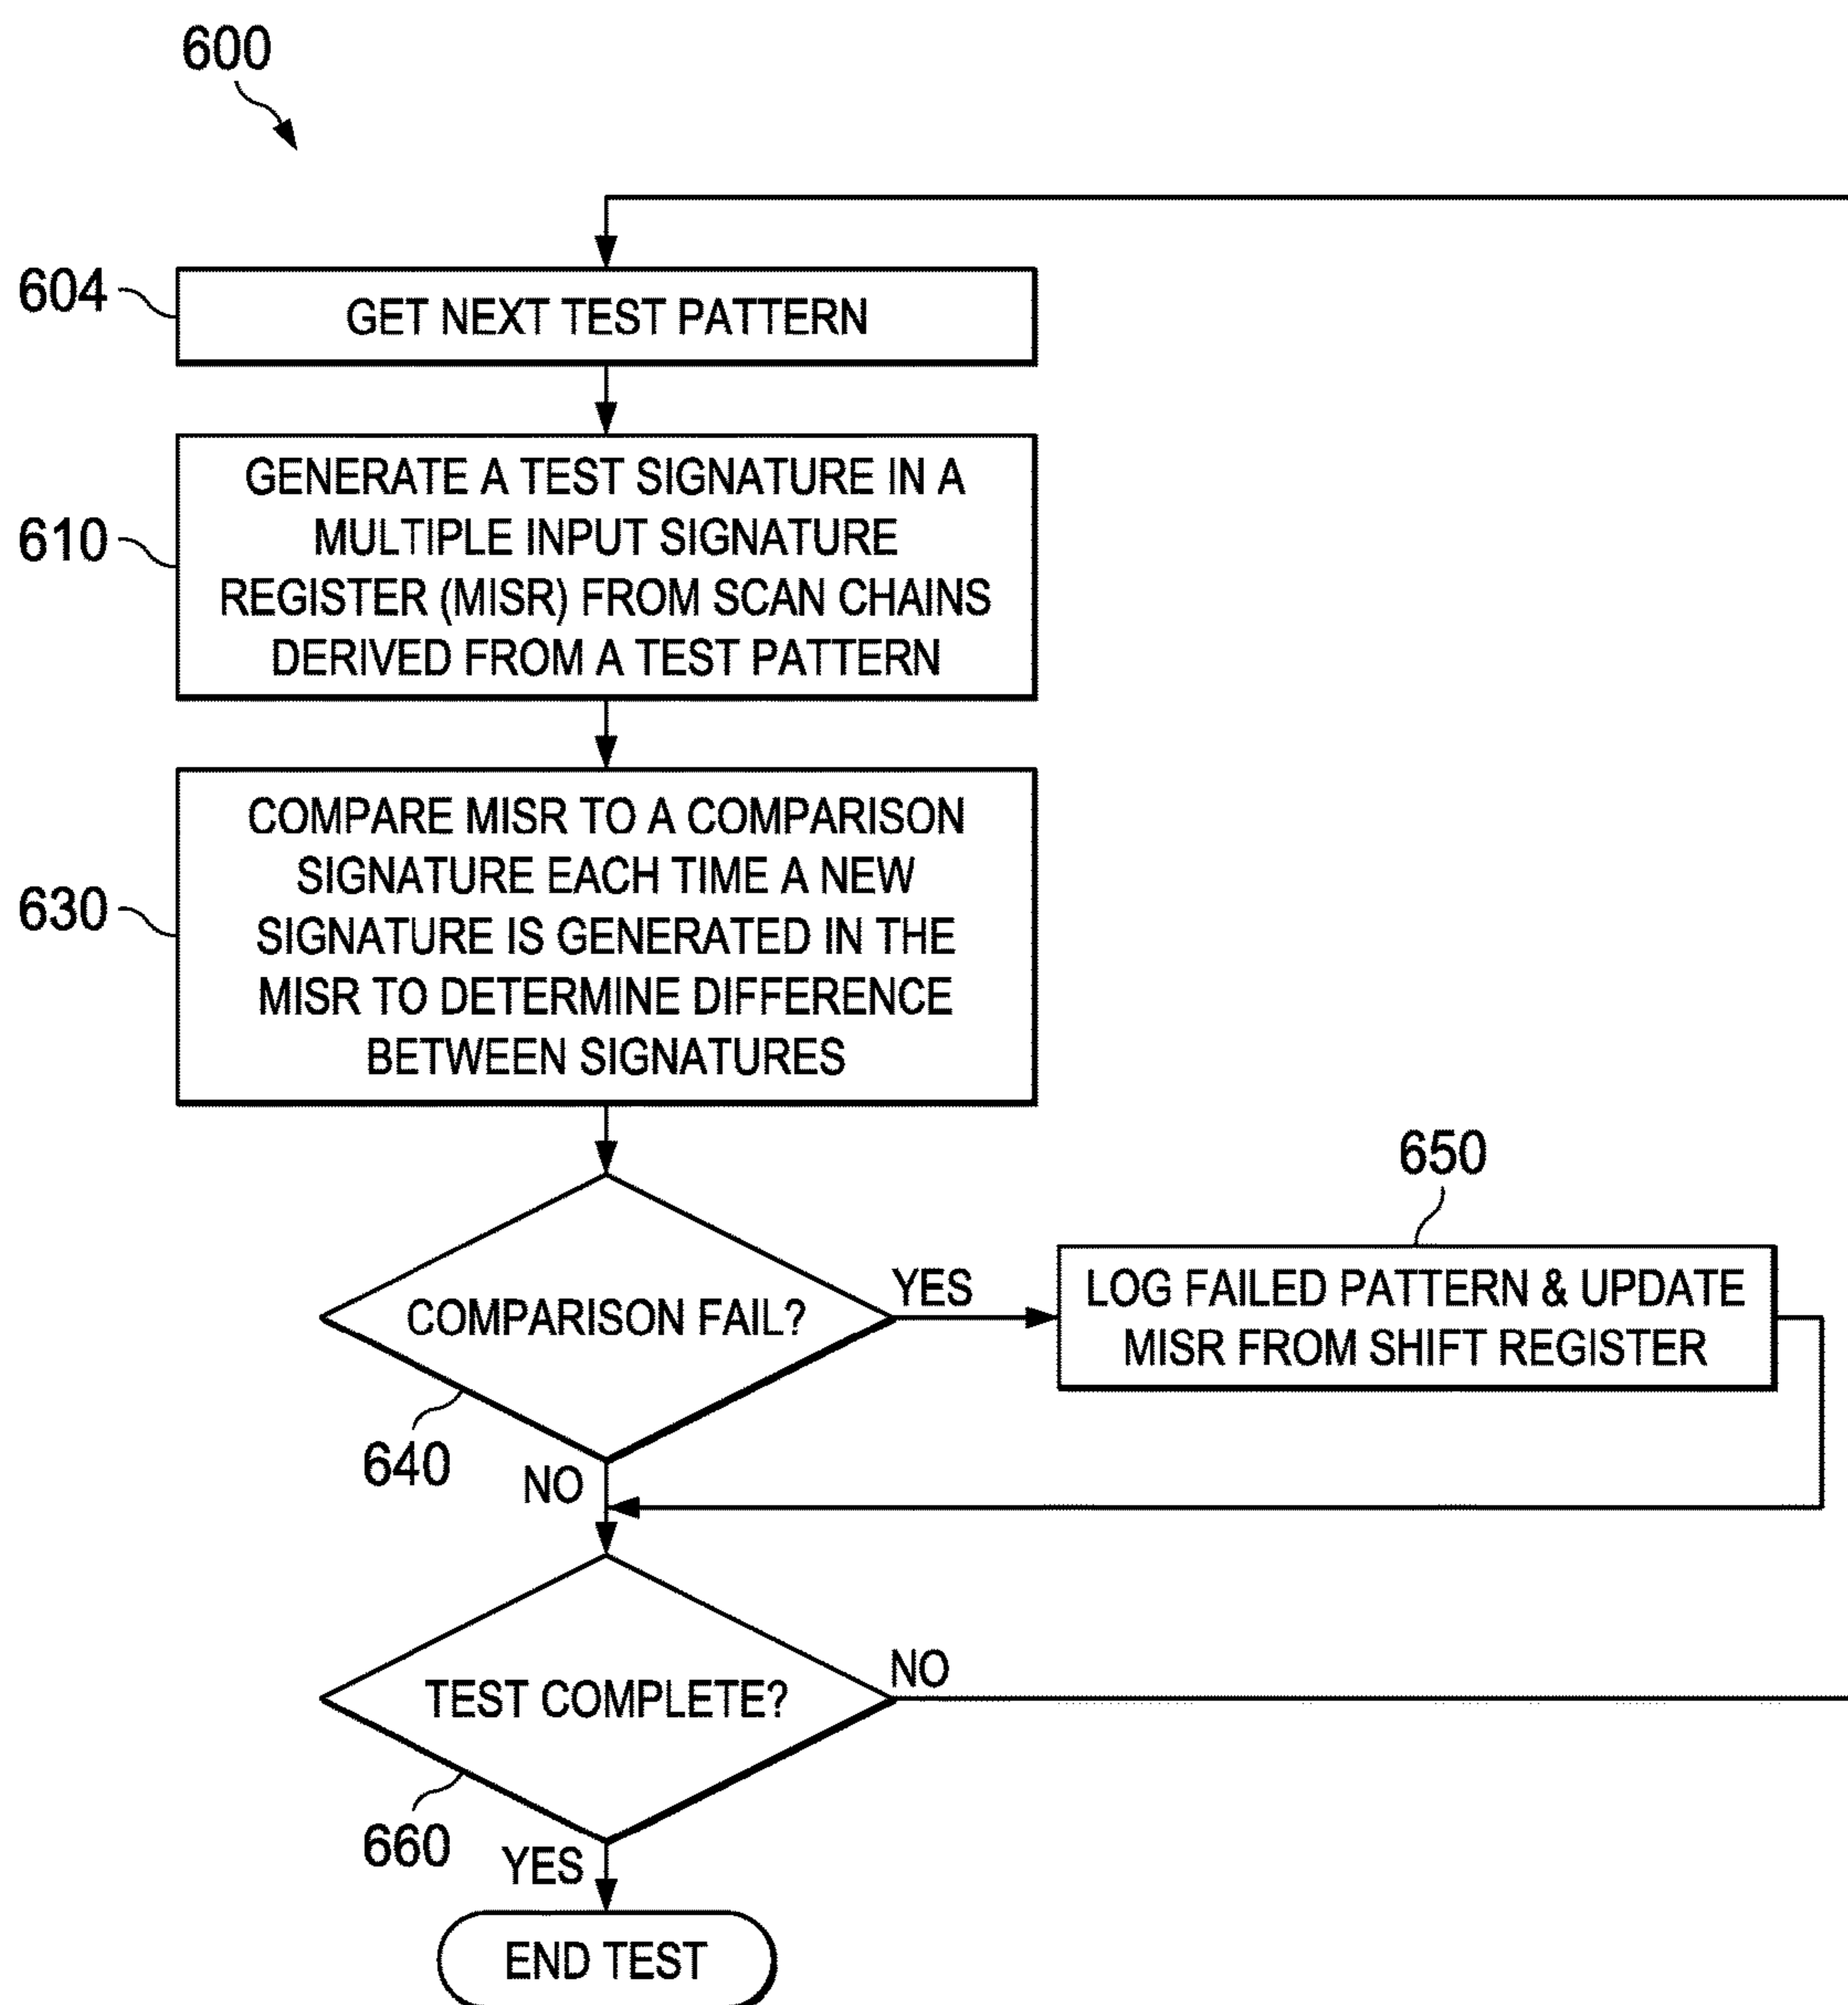 600
604
GET NEXT TEST PATTERN
610
GENERATE A TEST SIGNATURE IN A
MULTIPLE INPUT SIGNATURE
REGISTER (MISR) FROM SCAN CHAINS
DERIVED FROM A TEST PATTERN
630
COMPARE MISR TO A COMPARISON
SIGNATURE EACH TIME A NEW
SIGNATURE IS GENERATED IN THE
MISR TO DETERMINE DIFFERENCE
BETWEEN SIGNATURES
640
COMPARISON FAIL?
YES
650
LOG FAILED PATTERN & UPDATE
MISR FROM SHIFT REGISTER
NO
660
TEST COMPLETE?
NO
YES
END TEST